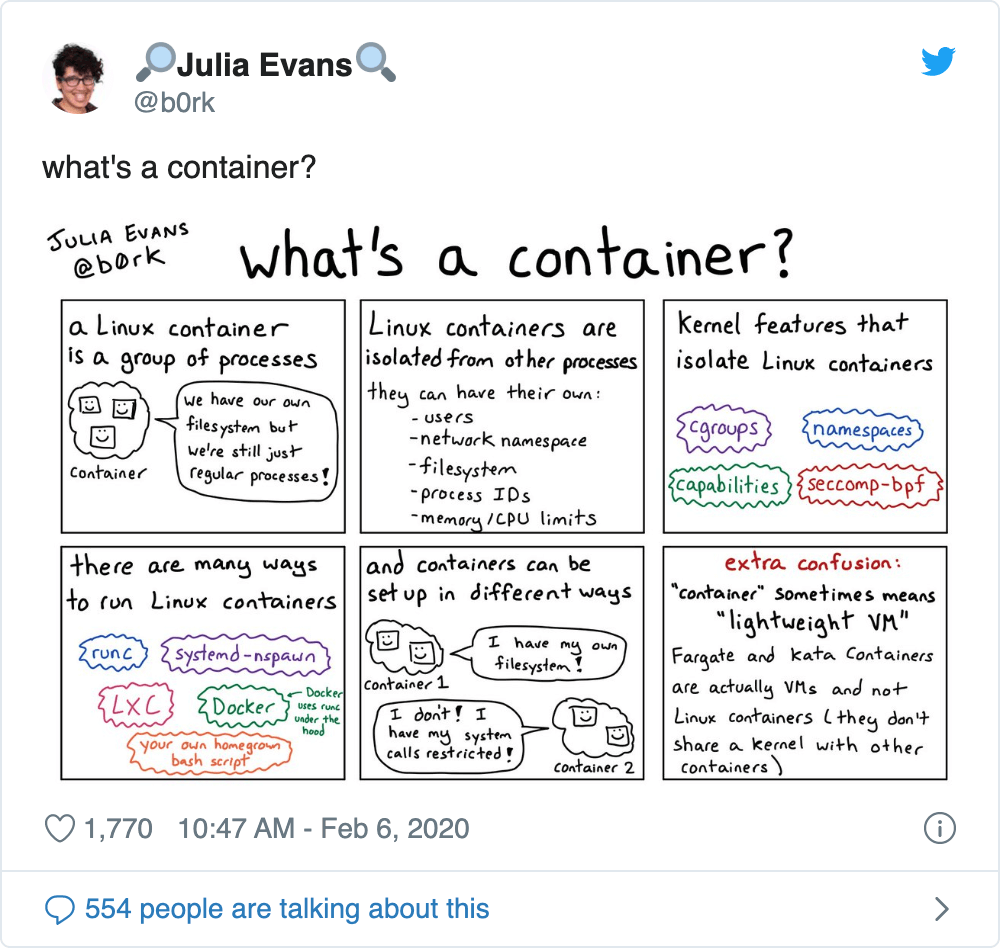 🔎Julia Evans🔍
@b0rk
what's a container?
JULIA EVANS
@b0rk
what's a container?
a Linux container
is a group of processes
we have our own
filesystem but
we're still just
regular processes!
container
Linux containers are
isolated from other processes
they can have their own:
- users
- network namespace
- filesystem
- process IDs
- memory/CPU limits
Kernel features that
isolate Linux containers
cgroups
namespaces
capabilities
seccomp-bpf
there are many ways
to run Linux containers
runc
systemd-nspawn
LXC
Docker
Docker
uses runc
under the
hood
your own homegrown
bash script
and containers can be
set up in different ways
I have my own
filesystem!
container 1
I don't! I
have my system
calls restricted!
container 2
extra confusion:
"container" sometimes means
"lightweight VM"
Fargate and Kata Containers
are actually VMs and not
Linux containers (they don't
share a kernel with other
containers)
1,770 10:47 AM - Feb 6, 2020
554 people are talking about this